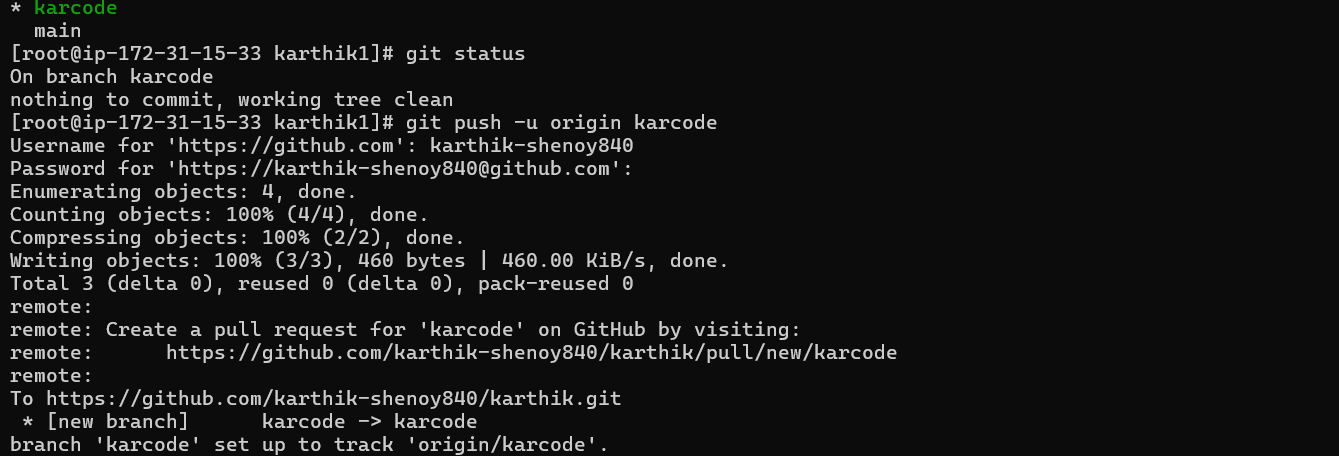 * karcode
  main
[root@ip-172-31-15-33 karthik1]# git status
On branch karcode
nothing to commit, working tree clean
[root@ip-172-31-15-33 karthik1]# git push -u origin karcode
Username for 'https://github.com': karthik-shenoy840
Password for 'https://karthik-shenoy840@github.com':
Enumerating objects: 4, done.
Counting objects: 100% (4/4), done.
Compressing objects: 100% (2/2), done.
Writing objects: 100% (3/3), 460 bytes | 460.00 KiB/s, done.
Total 3 (delta 0), reused 0 (delta 0), pack-reused 0
remote:
remote: Create a pull request for 'karcode' on GitHub by visiting:
remote:      https://github.com/karthik-shenoy840/karthik/pull/new/karcode
remote:
To https://github.com/karthik-shenoy840/karthik.git
 * [new branch]      karcode -> karcode
branch 'karcode' set up to track 'origin/karcode'.